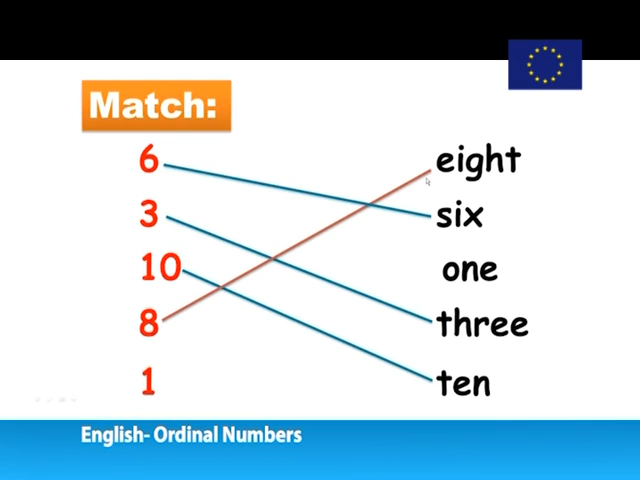 Match:
6 eight
3 six
10 one
8 three
1 ten
English- Ordinal Numbers